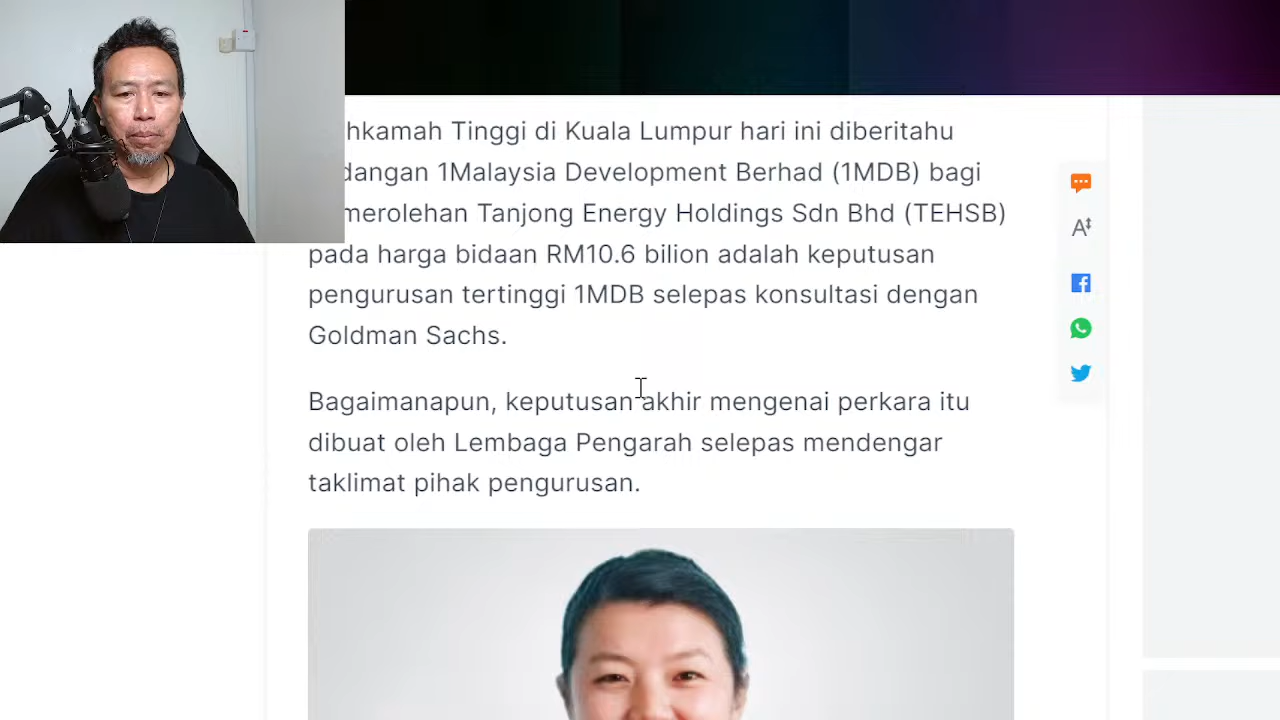 hkamah Tinggi di Kuala Lumpur hari ini diberitahu
dangan 1Malaysia Development Berhad (1MDB) bagi
merolehan Tanjong Energy Holdings Sdn Bhd (TEHSB)
pada harga bidaan RM10.6 bilion adalah keputusan
pengurusan tertinggi 1MDB selepas konsultasi dengan
Goldman Sachs.
Bagaimanapun, keputusan akhir mengenai perkara itu
dibuat oleh Lembaga Pengarah selepas mendengar
taklimat pihak pengurusan.
A